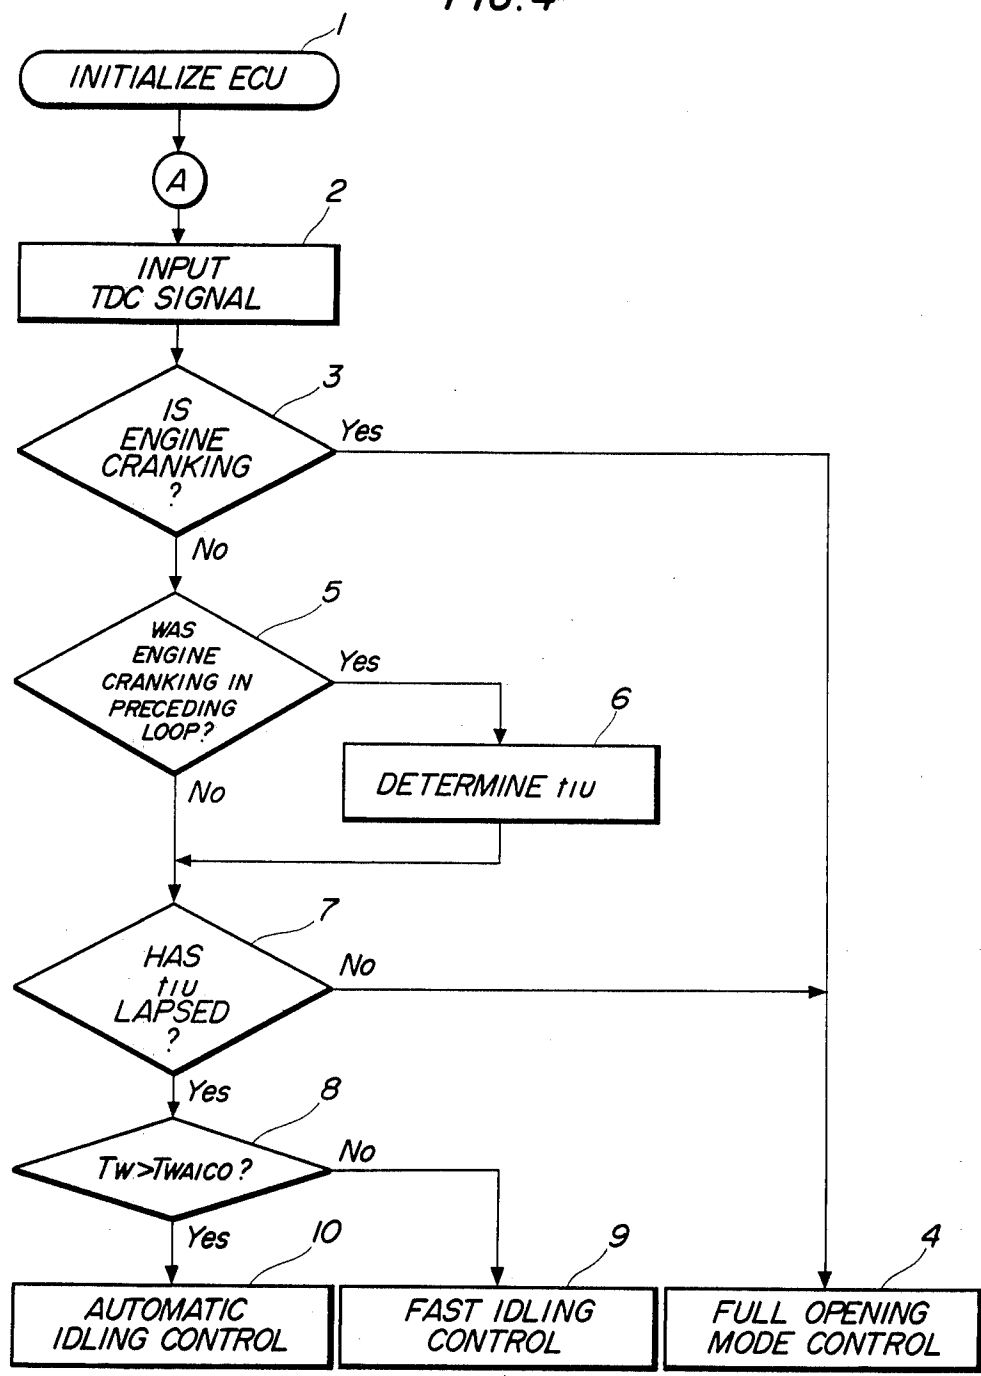 FIG. 4
1
INITIALIZE ECU
A
2
INPUT
TDC SIGNAL
3
IS
ENGINE
CRANKING
?
Yes
No
5
WAS
ENGINE
CRANKING IN
PRECEDING
LOOP?
Yes
No
6
DETERMINE tIU
7
HAS
tIU
LAPSED
?
No
Yes
8
TW>TWAICO?
No
Yes
10
AUTOMATIC
IDLING CONTROL
9
FAST IDLING
CONTROL
4
FULL OPENING
MODE CONTROL